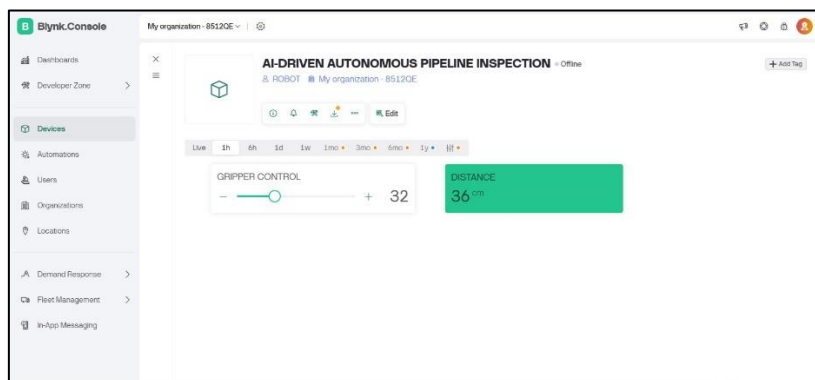 B Blynk.Console
My organization - 8512QE
Dashboards
Developer Zone
Devices
Automations
Users
Organizations
Locations
Demand Response
Fleet Management
In-App Messaging
AI-DRIVEN AUTONOMOUS PIPELINE INSPECTION Offline
ROBOT My organization - 8512QE
Edit
+ Add Tag
Live 1h 6h 1d 1w 1mo 3mo 6mo 1y
GRIPPER CONTROL
− + 32
DISTANCE
36 cm